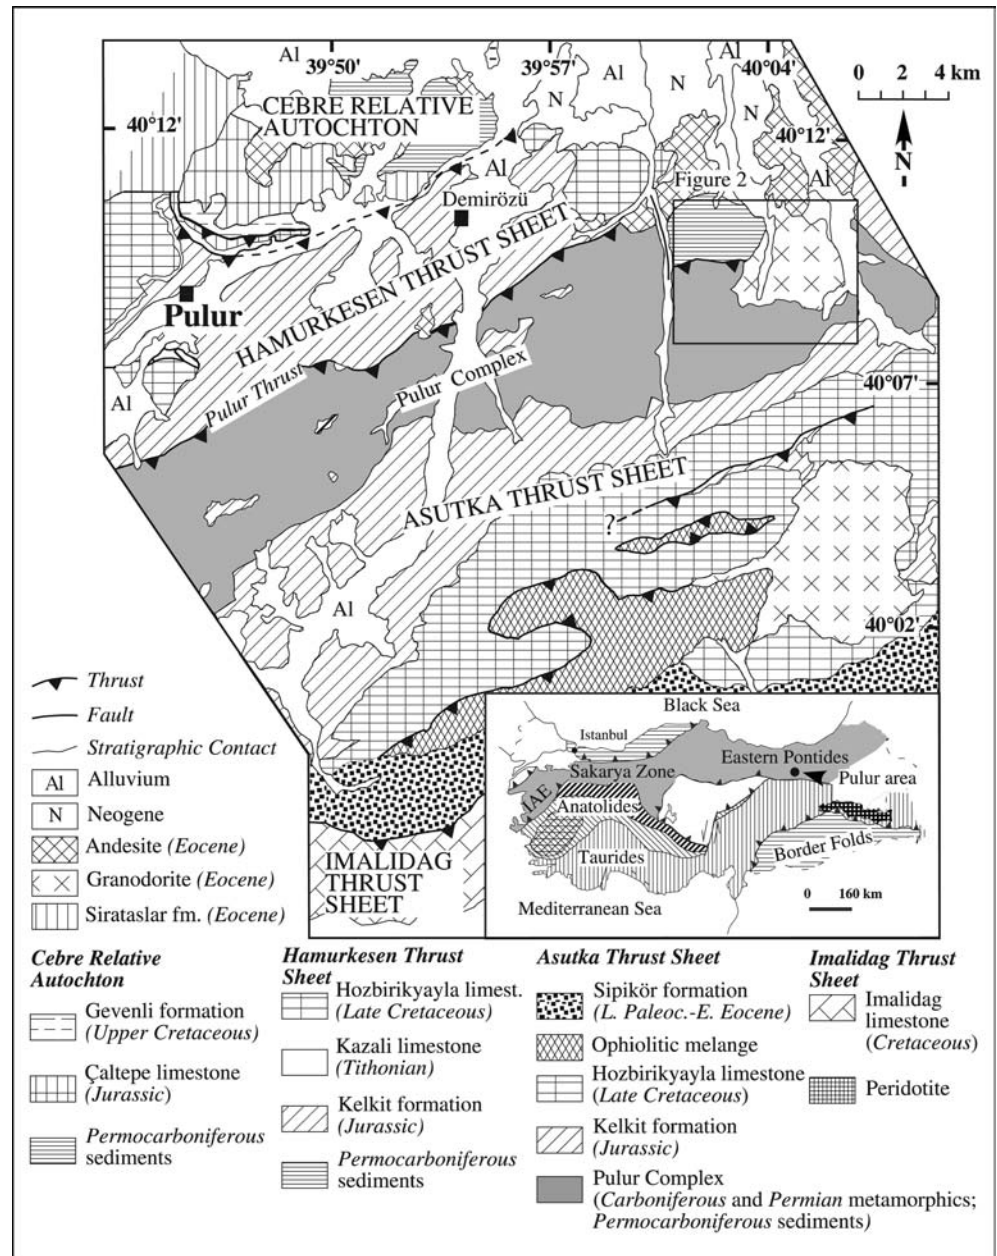 Al
39°50'
39°57'
Al
Al
40°04'
0 2 4 km
N
N
N
CEBRE RELATIVE
AUTOCHTON
40°12'
40°12'
N
Al
Figure 2
Al
Demirözü
HAMURKESEN THRUST SHEET
Pulur
Pulur Thrust
Pulur Complex
40°07'
Al
ASUTKA THRUST SHEET
?
Al
40°02'
IMALIDAG
THRUST
SHEET
Black Sea
Istanbul
Eastern Pontides
Sakarya Zone
Pulur area
IAE
Anatolides
Taurides
Border Folds
Mediterranean Sea
0 160 km
Thrust
Fault
Stratigraphic Contact
Al Alluvium
N Neogene
Andesite (Eocene)
Granodorite (Eocene)
Sirataslar fm. (Eocene)
Cebre Relative
Autochton
Gevenli formation
(Upper Cretaceous)
Çaltepe limestone
(Jurassic)
Permocarboniferous
sediments
Hamurkesen Thrust
Sheet
Hozbirikyayla limest.
(Late Cretaceous)
Kazali limestone
(Tithonian)
Kelkit formation
(Jurassic)
Permocarboniferous
sediments
Asutka Thrust Sheet
Sipikör formation
(L. Paleoc.-E. Eocene)
Ophiolitic melange
Hozbirikyayla limestone
(Late Cretaceous)
Kelkit formation
(Jurassic)
Pulur Complex
(Carboniferous and Permian metamorphics;
Permocarboniferous sediments)
Imalidag Thrust
Sheet
Imalidag
limestone
(Cretaceous)
Peridotite